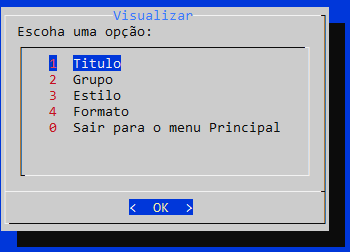 Visualizar
Escoha uma opção:
1 Titulo
2 Grupo
3 Estilo
4 Formato
0 Sair para o menu Principal
< OK >